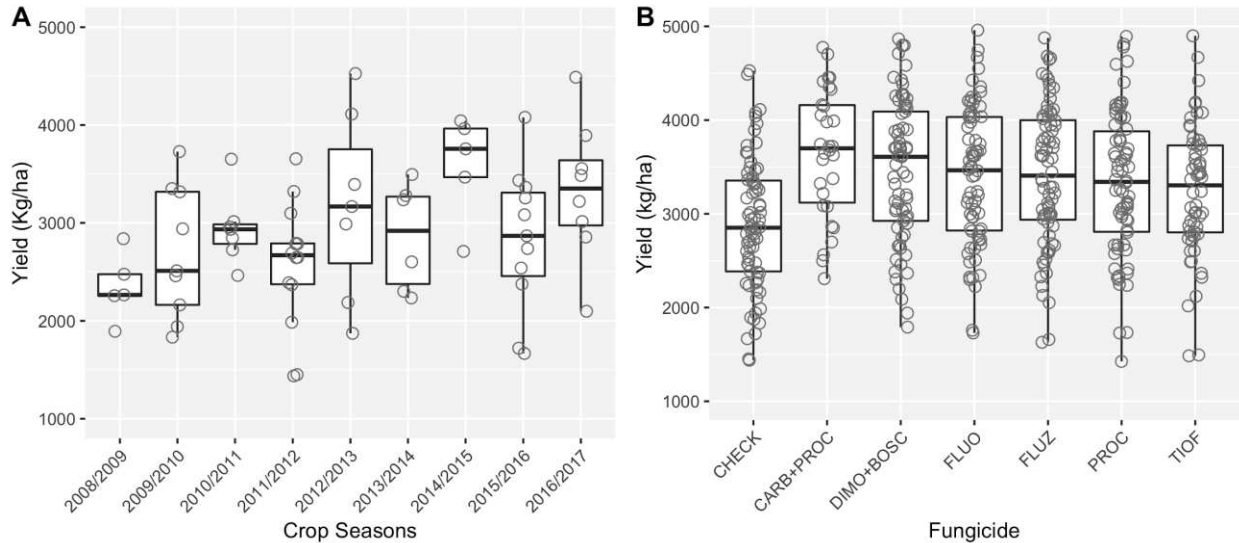 A
Yield (Kg/ha)
5000
4000
3000
2000
1000
2008/2009
2009/2010
2010/2011
2011/2012
2012/2013
2013/2014
2014/2015
2015/2016
2016/2017
Crop Seasons
B
Yield (kg/ha)
5000
4000
3000
2000
1000
CHECK
CARB+PROC
DIMO+BOSC
FLUO
FLUZ
PROC
TIOF
Fungicide